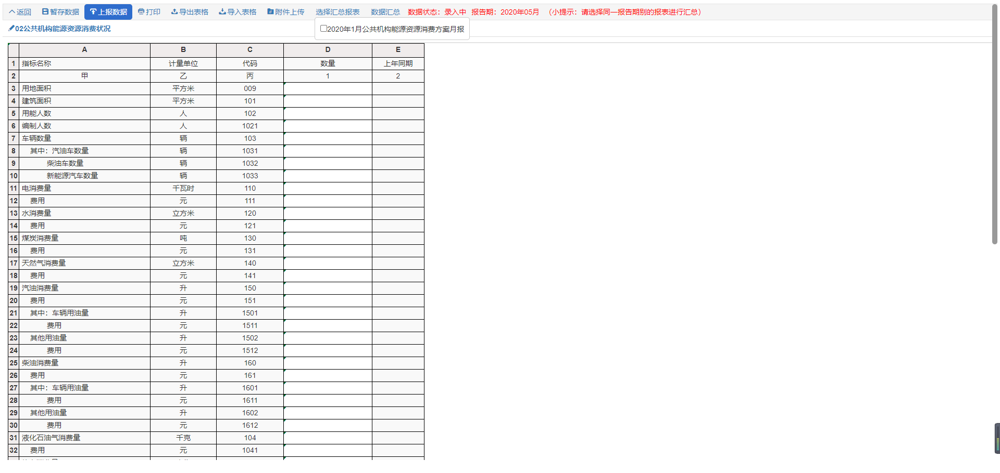 返回 暂存数据 上报数据 打印 导出表格 导入表格 附件上传 选择汇总报表 数据汇总 数据状态：录入中 报告期：2020年05月 （小提示：请选择同一报告期别的报表进行汇总）
02公共机构能源资源消费状况
2020年1月公共机构能源资源消费方案月报
A B C D E
1 指标名称 计量单位 代码 数量 上年同期
2 甲 乙 丙 1 2
3 用地面积 平方米 009
4 建筑面积 平方米 101
5 用能人数 人 102
6 编制人数 人 1021
7 车辆数量 辆 103
8 其中：汽油车数量 辆 1031
9 柴油车数量 辆 1032
10 新能源汽车数量 辆 1033
11 电消费量 千瓦时 110
12 费用 元 111
13 水消费量 立方米 120
14 费用 元 121
15 煤炭消费量 吨 130
16 费用 元 131
17 天然气消费量 立方米 140
18 费用 元 141
19 汽油消费量 升 150
20 费用 元 151
21 其中：车辆用油量 升 1501
22 费用 元 1511
23 其他用油量 升 1502
24 费用 元 1512
25 柴油消费量 升 160
26 费用 元 161
27 其中：车辆用油量 升 1601
28 费用 元 1611
29 其他用油量 升 1602
30 费用 元 1612
31 液化石油气消费量 千克 104
32 费用 元 1041